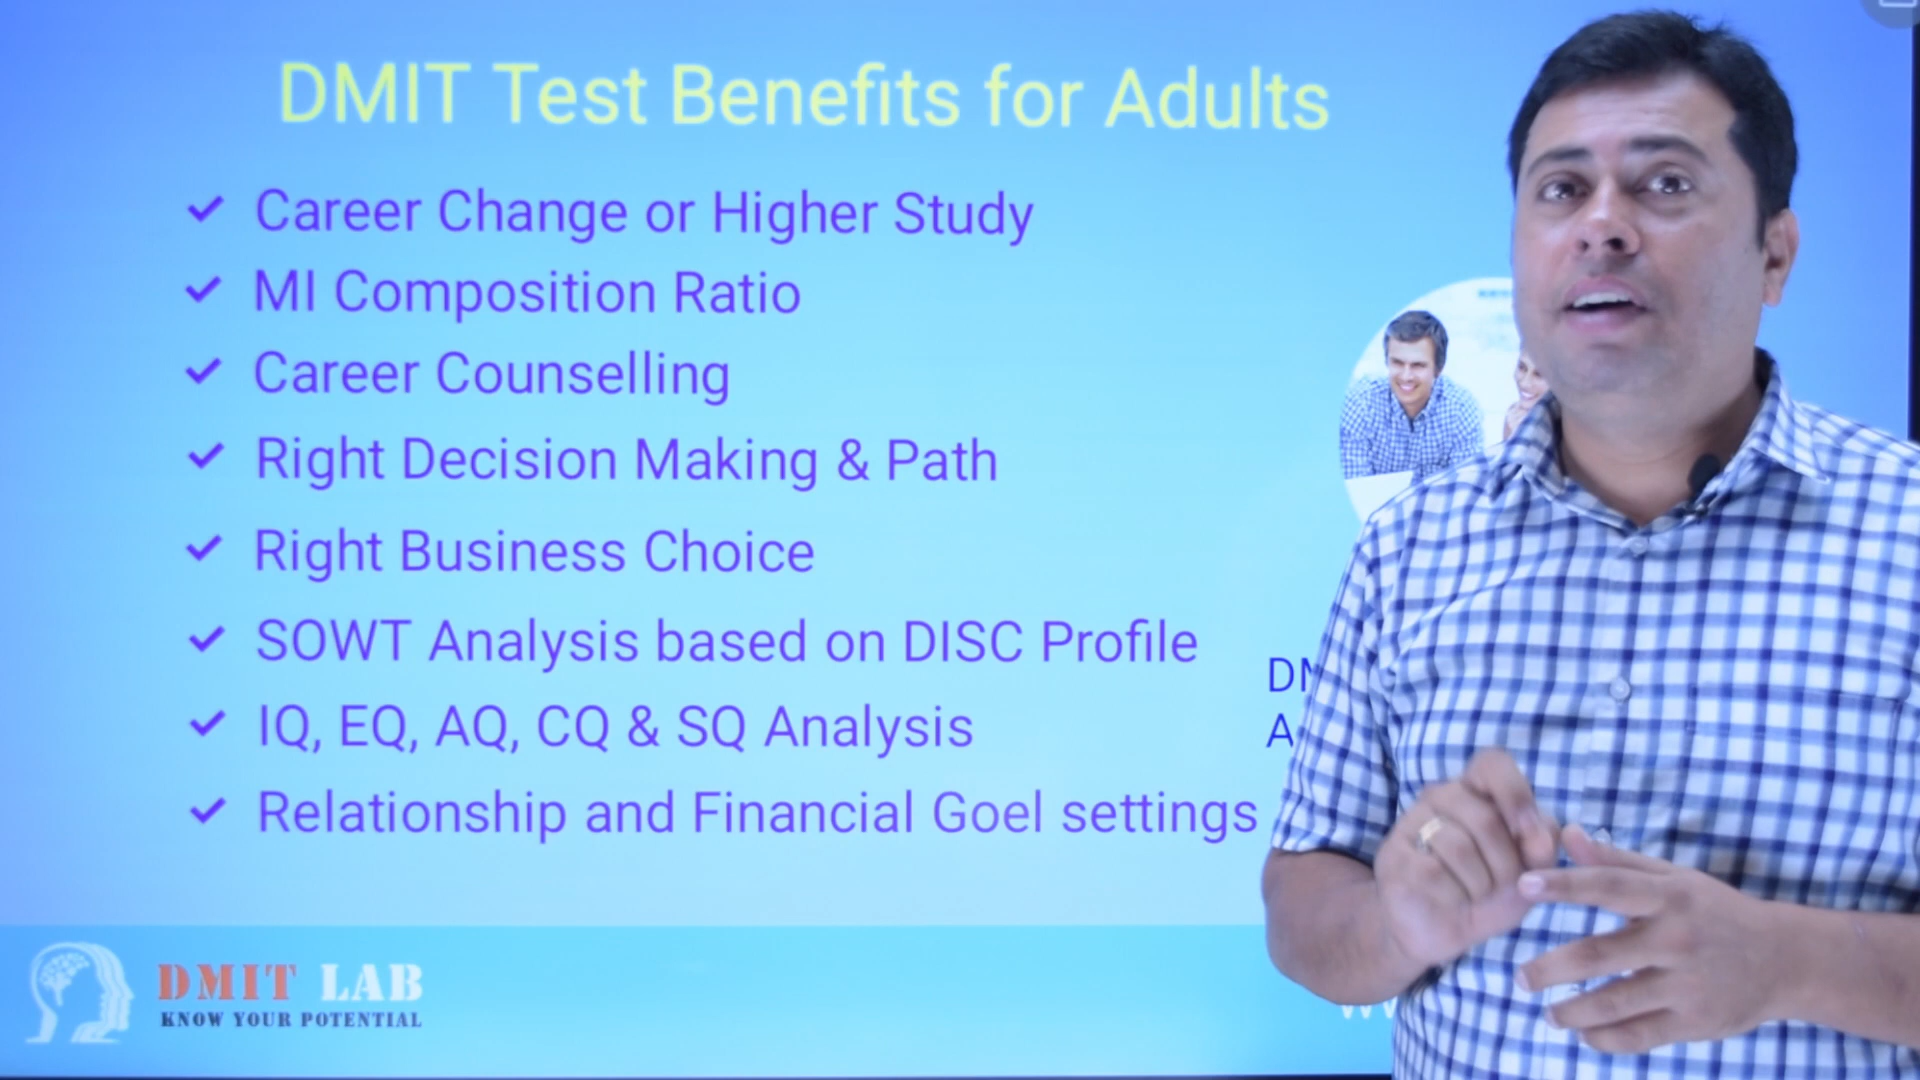 DMIT Test Benefits for Adults
Career Change or Higher Study
MI Composition Ratio
Career Counselling
Right Decision Making & Path
Right Business Choice
SOWT Analysis based on DISC Profile
IQ, EQ, AQ, CQ & SQ Analysis
Relationship and Financial Goel settings
DMIT LAB
KNOW YOUR POTENTIAL